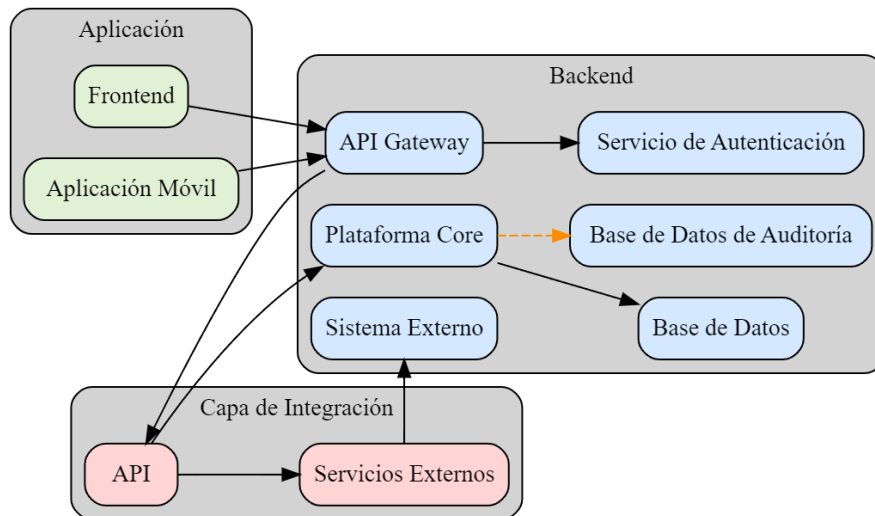 Aplicación
Frontend
Aplicación Móvil
Backend
API Gateway
Servicio de Autenticación
Plataforma Core
Base de Datos de Auditoría
Sistema Externo
Base de Datos
Capa de Integración
API
Servicios Externos